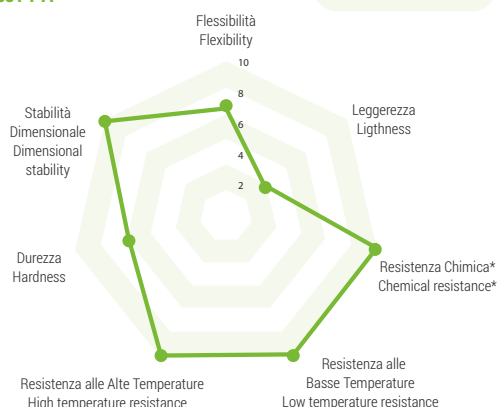 Flessibilità
Flexibility
10
8
6
4
2
Leggerezza
Ligthness
Stabilità
Dimensionale
Dimensional
stability
Durezza
Hardness
Resistenza Chimica*
Chemical resistance*
Resistenza alle
Basse Temperature
Low temperature resistance
Resistenza alle Alte Temperature
High temperature resistance